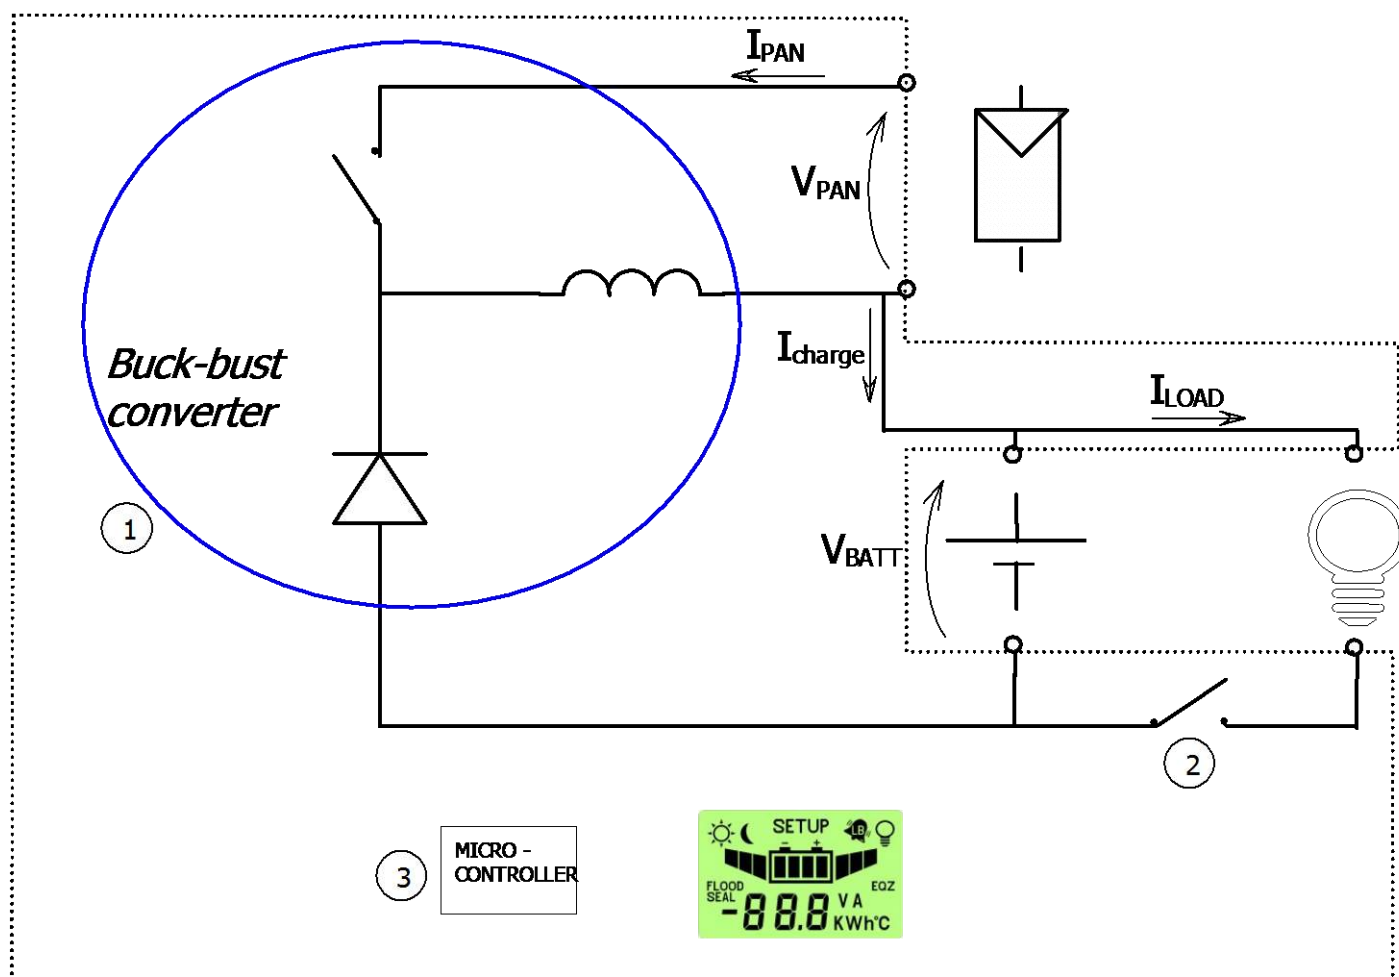 IPAN
VPAN
Icharge
ILOAD
Buck-bust
converter
1
VBATT
2
3
MICRO -
CONTROLLER
SETUP
LB
- +
FLOOD
SEAL
EQZ
-88.8
V A
KWh°C